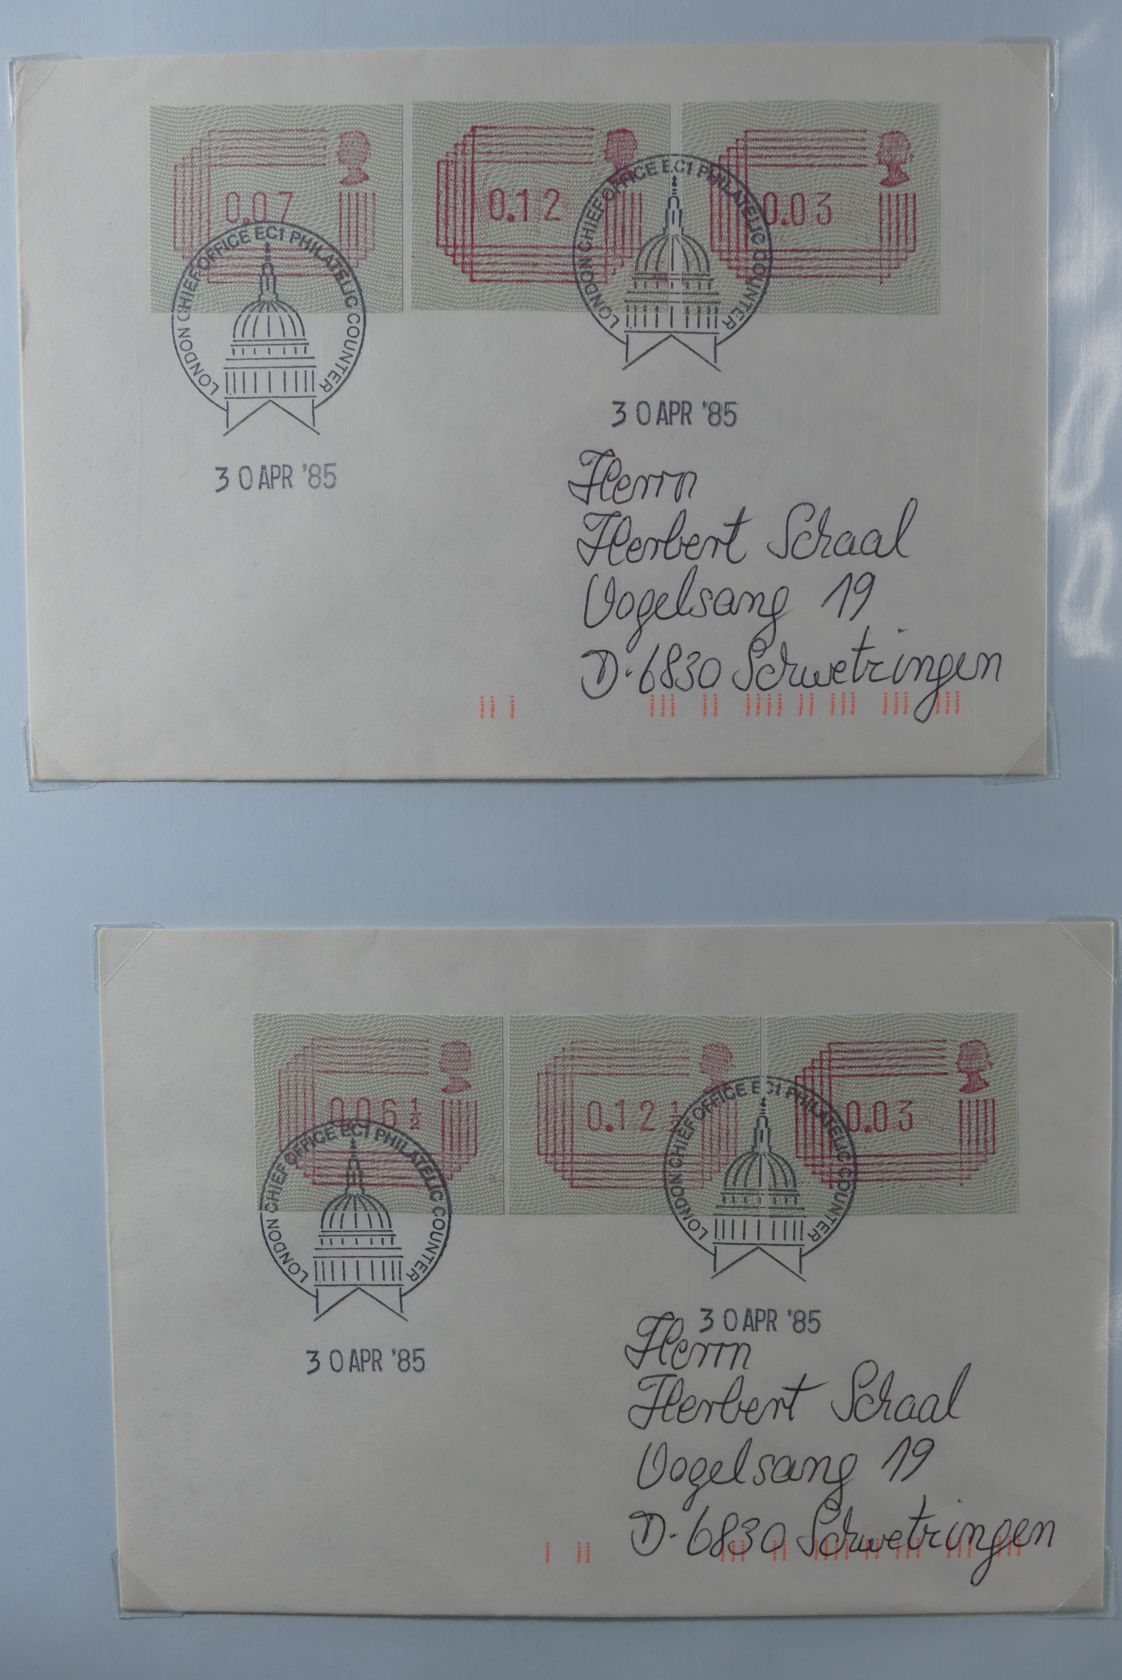 0.07
0.12
0.03
LONDON CHIEF OFFICE EC1 PHILATELIC COUNTER
30 APR '85
LONDON CHIEF OFFICE EC1 PHILATELIC COUNTER
30 APR '85
Herrn
Herbert Schaal
Vogelsang 19
D-6830 Schwetzingen
0.06½
0.12½
0.03
LONDON CHIEF OFFICE EC1 PHILATELIC COUNTER
30 APR '85
LONDON CHIEF OFFICE EC1 PHILATELIC COUNTER
30 APR '85
Herrn
Herbert Schaal
Vogelsang 19
D-6830 Schwetzingen